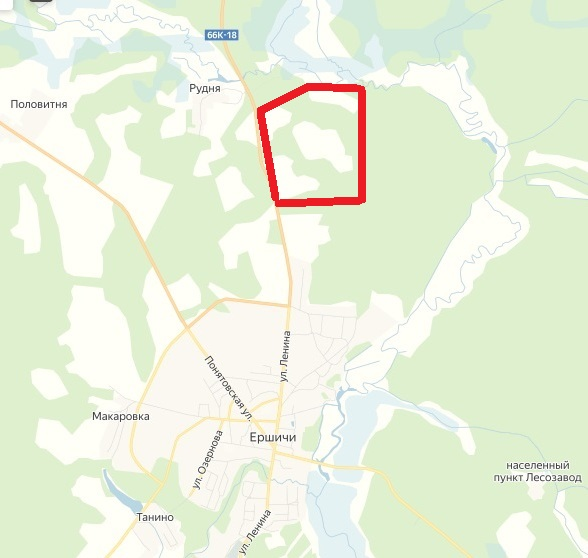 66К-18
Рудня
Половитня
ул. Ленина
Понятовская ул.
Макаровка
Ершичи
ул. Озернова
населенный
пункт Лесозавод
Танино
ул. Ленина